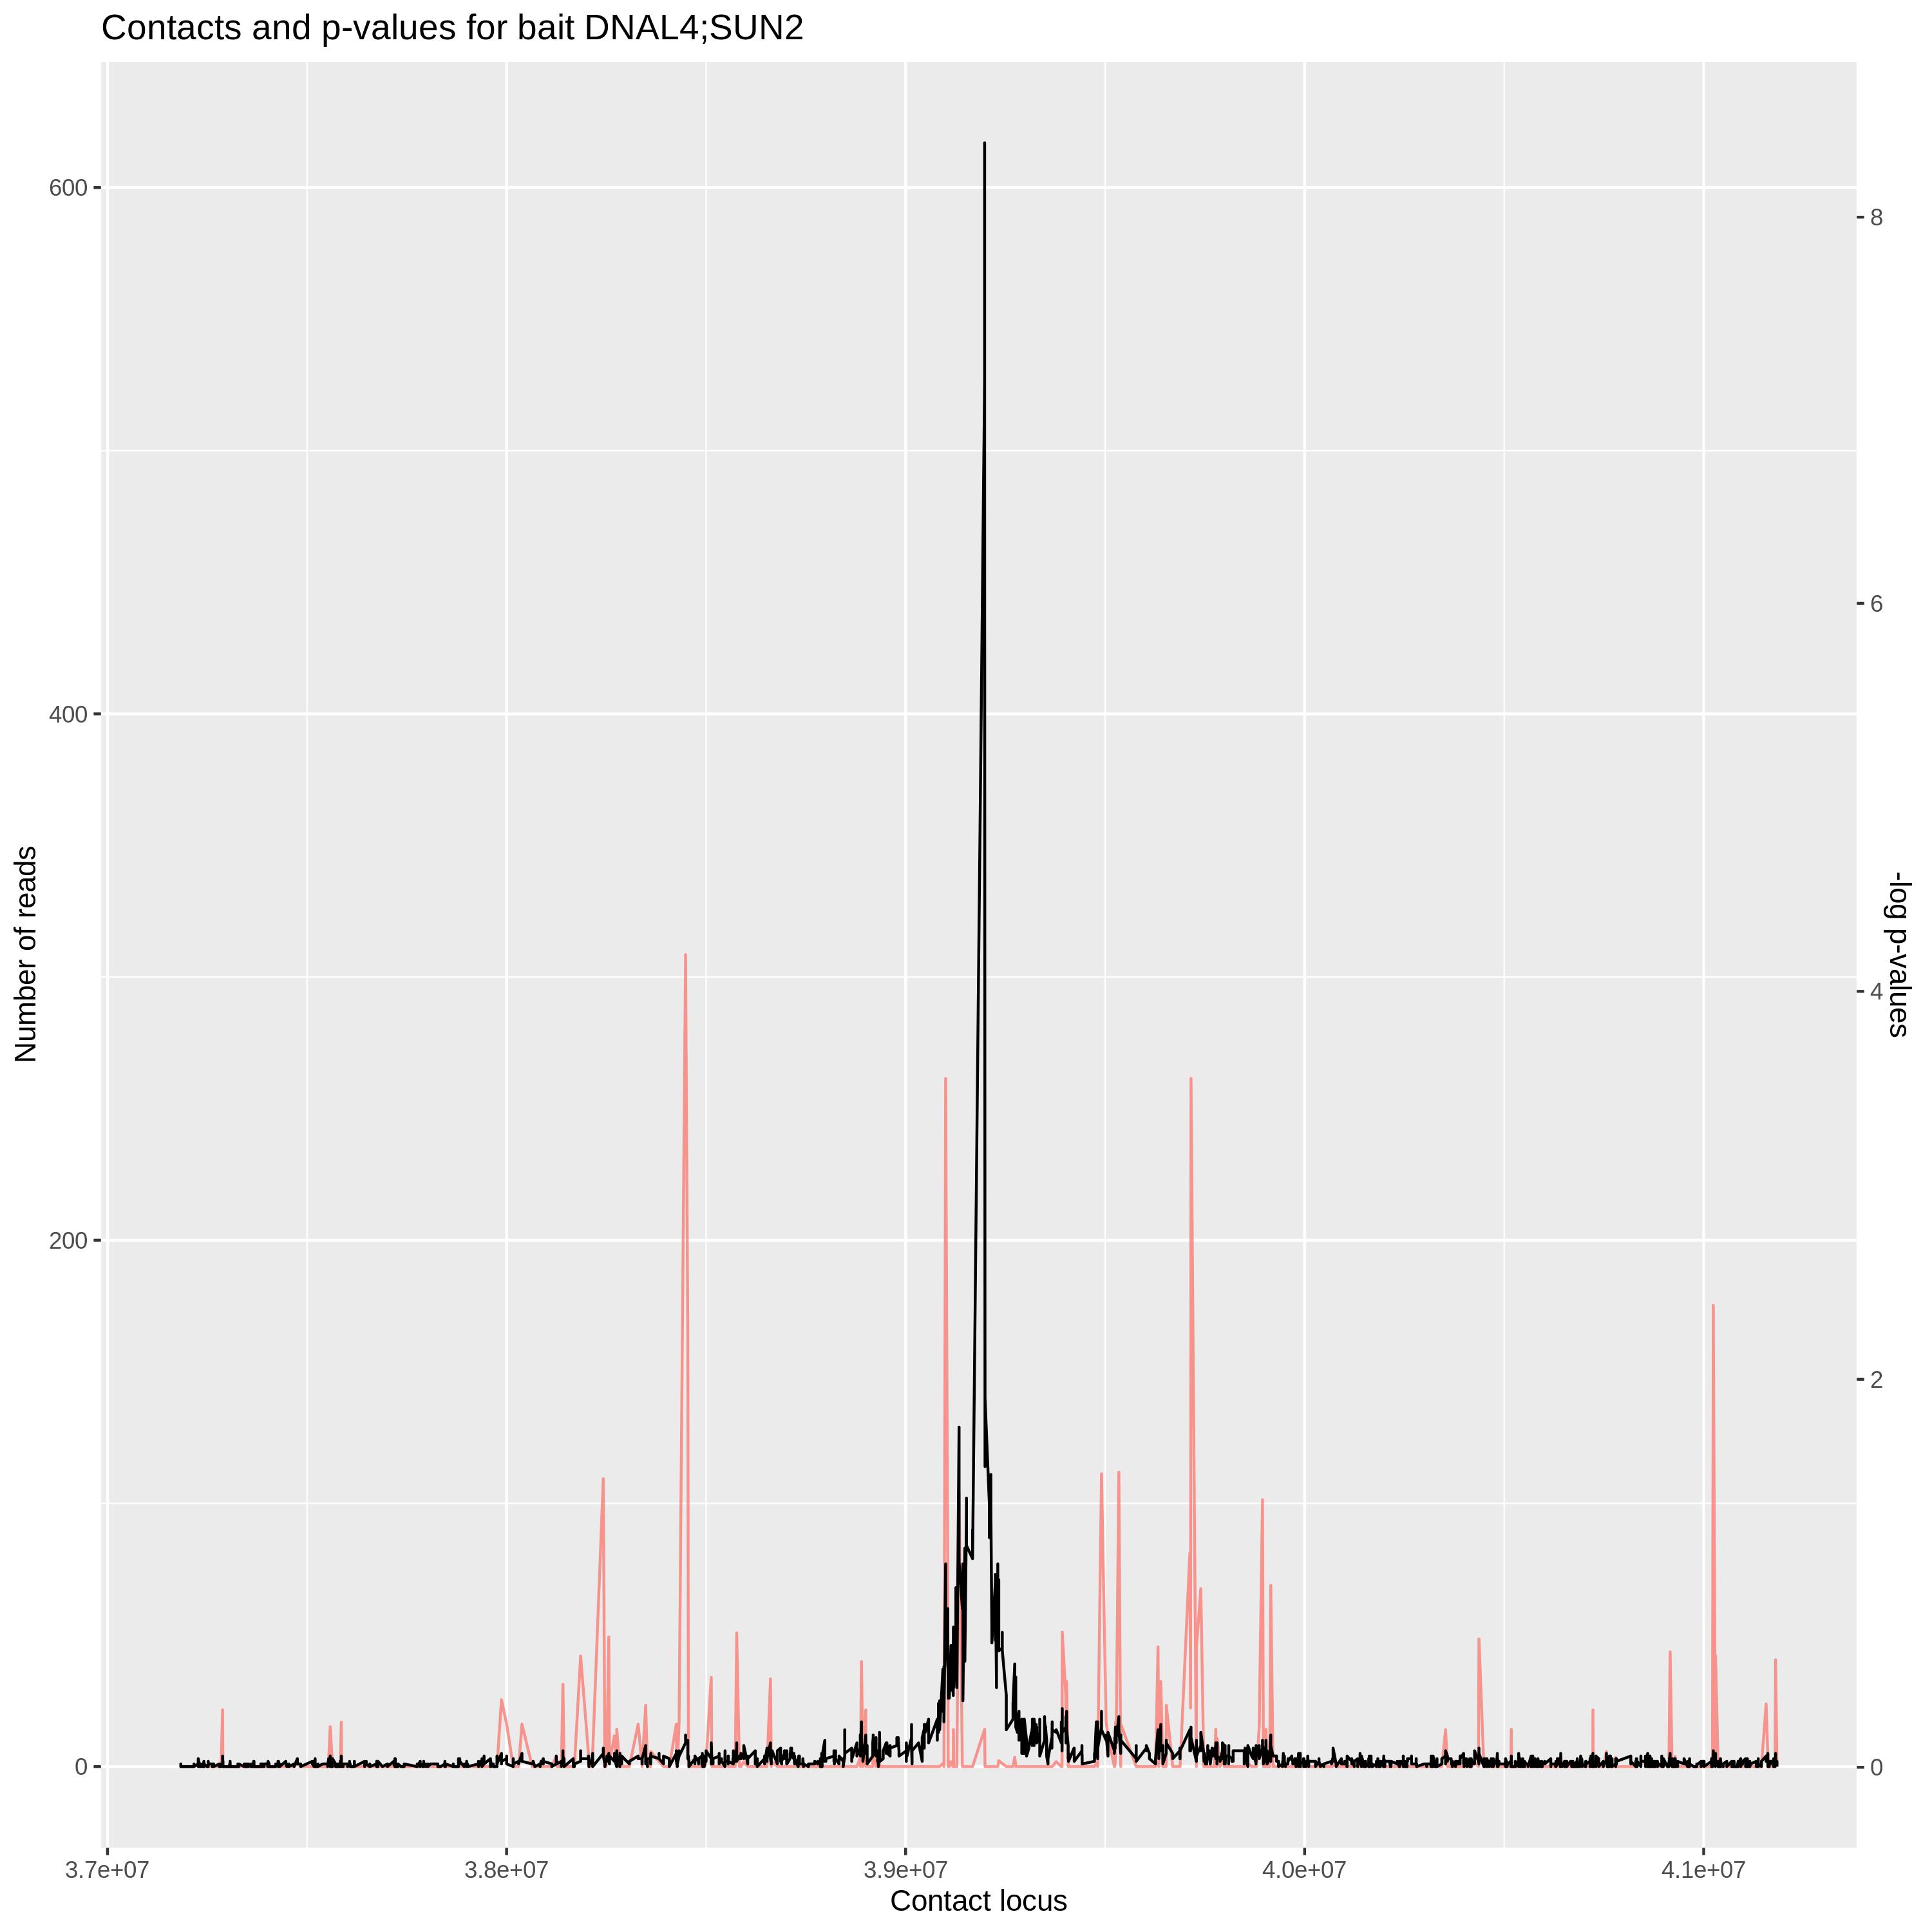 Contacts and p-values for bait DNAL4;SUN2
600
400
200
0
Number of reads
8
6
4
2
0
-log p-values
3.7e+07
3.8e+07
3.9e+07
4.0e+07
4.1e+07
Contact locus